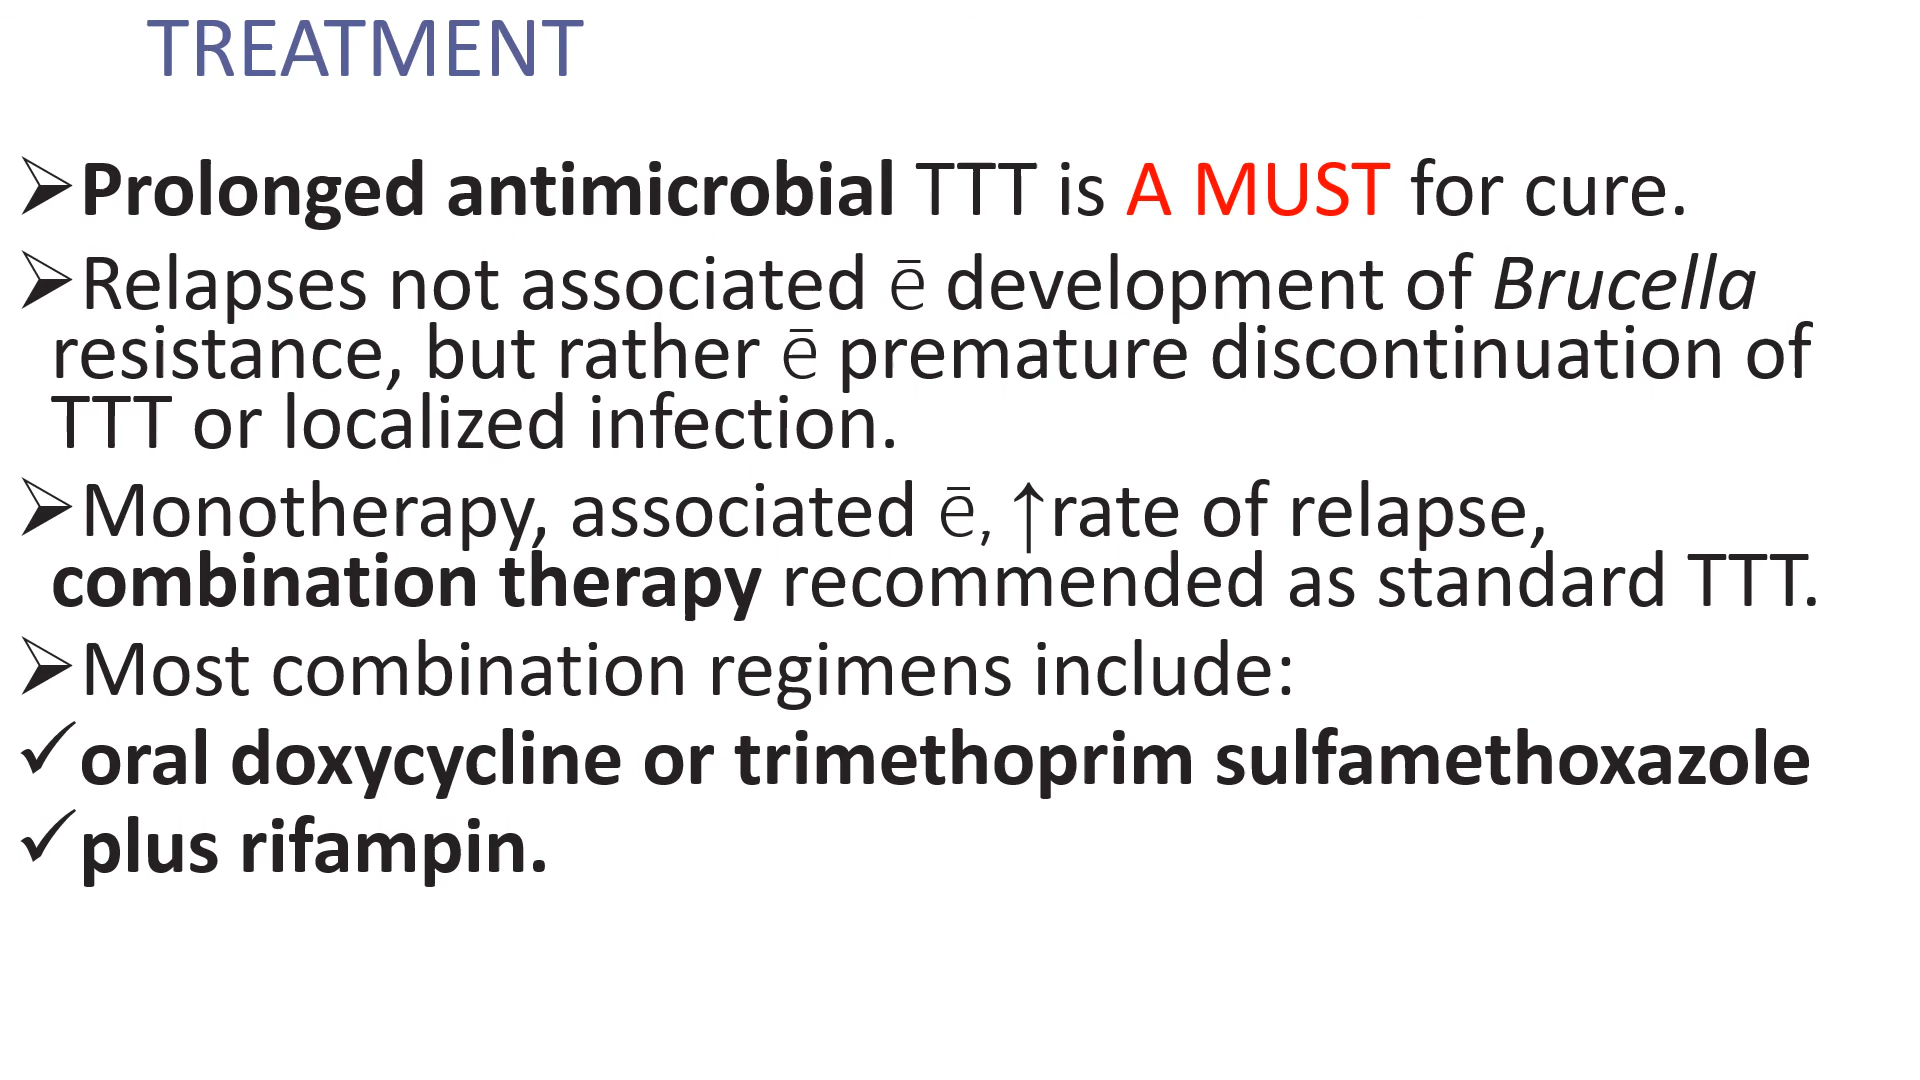 TREATMENT
➢Prolonged antimicrobial TTT is A MUST for cure.
➢Relapses not associated ē development of Brucella
resistance, but rather ē premature discontinuation of
TTT or localized infection.
➢Monotherapy, associated ē, ↑rate of relapse,
combination therapy recommended as standard TTT.
➢Most combination regimens include:
✓oral doxycycline or trimethoprim sulfamethoxazole
✓plus rifampin.